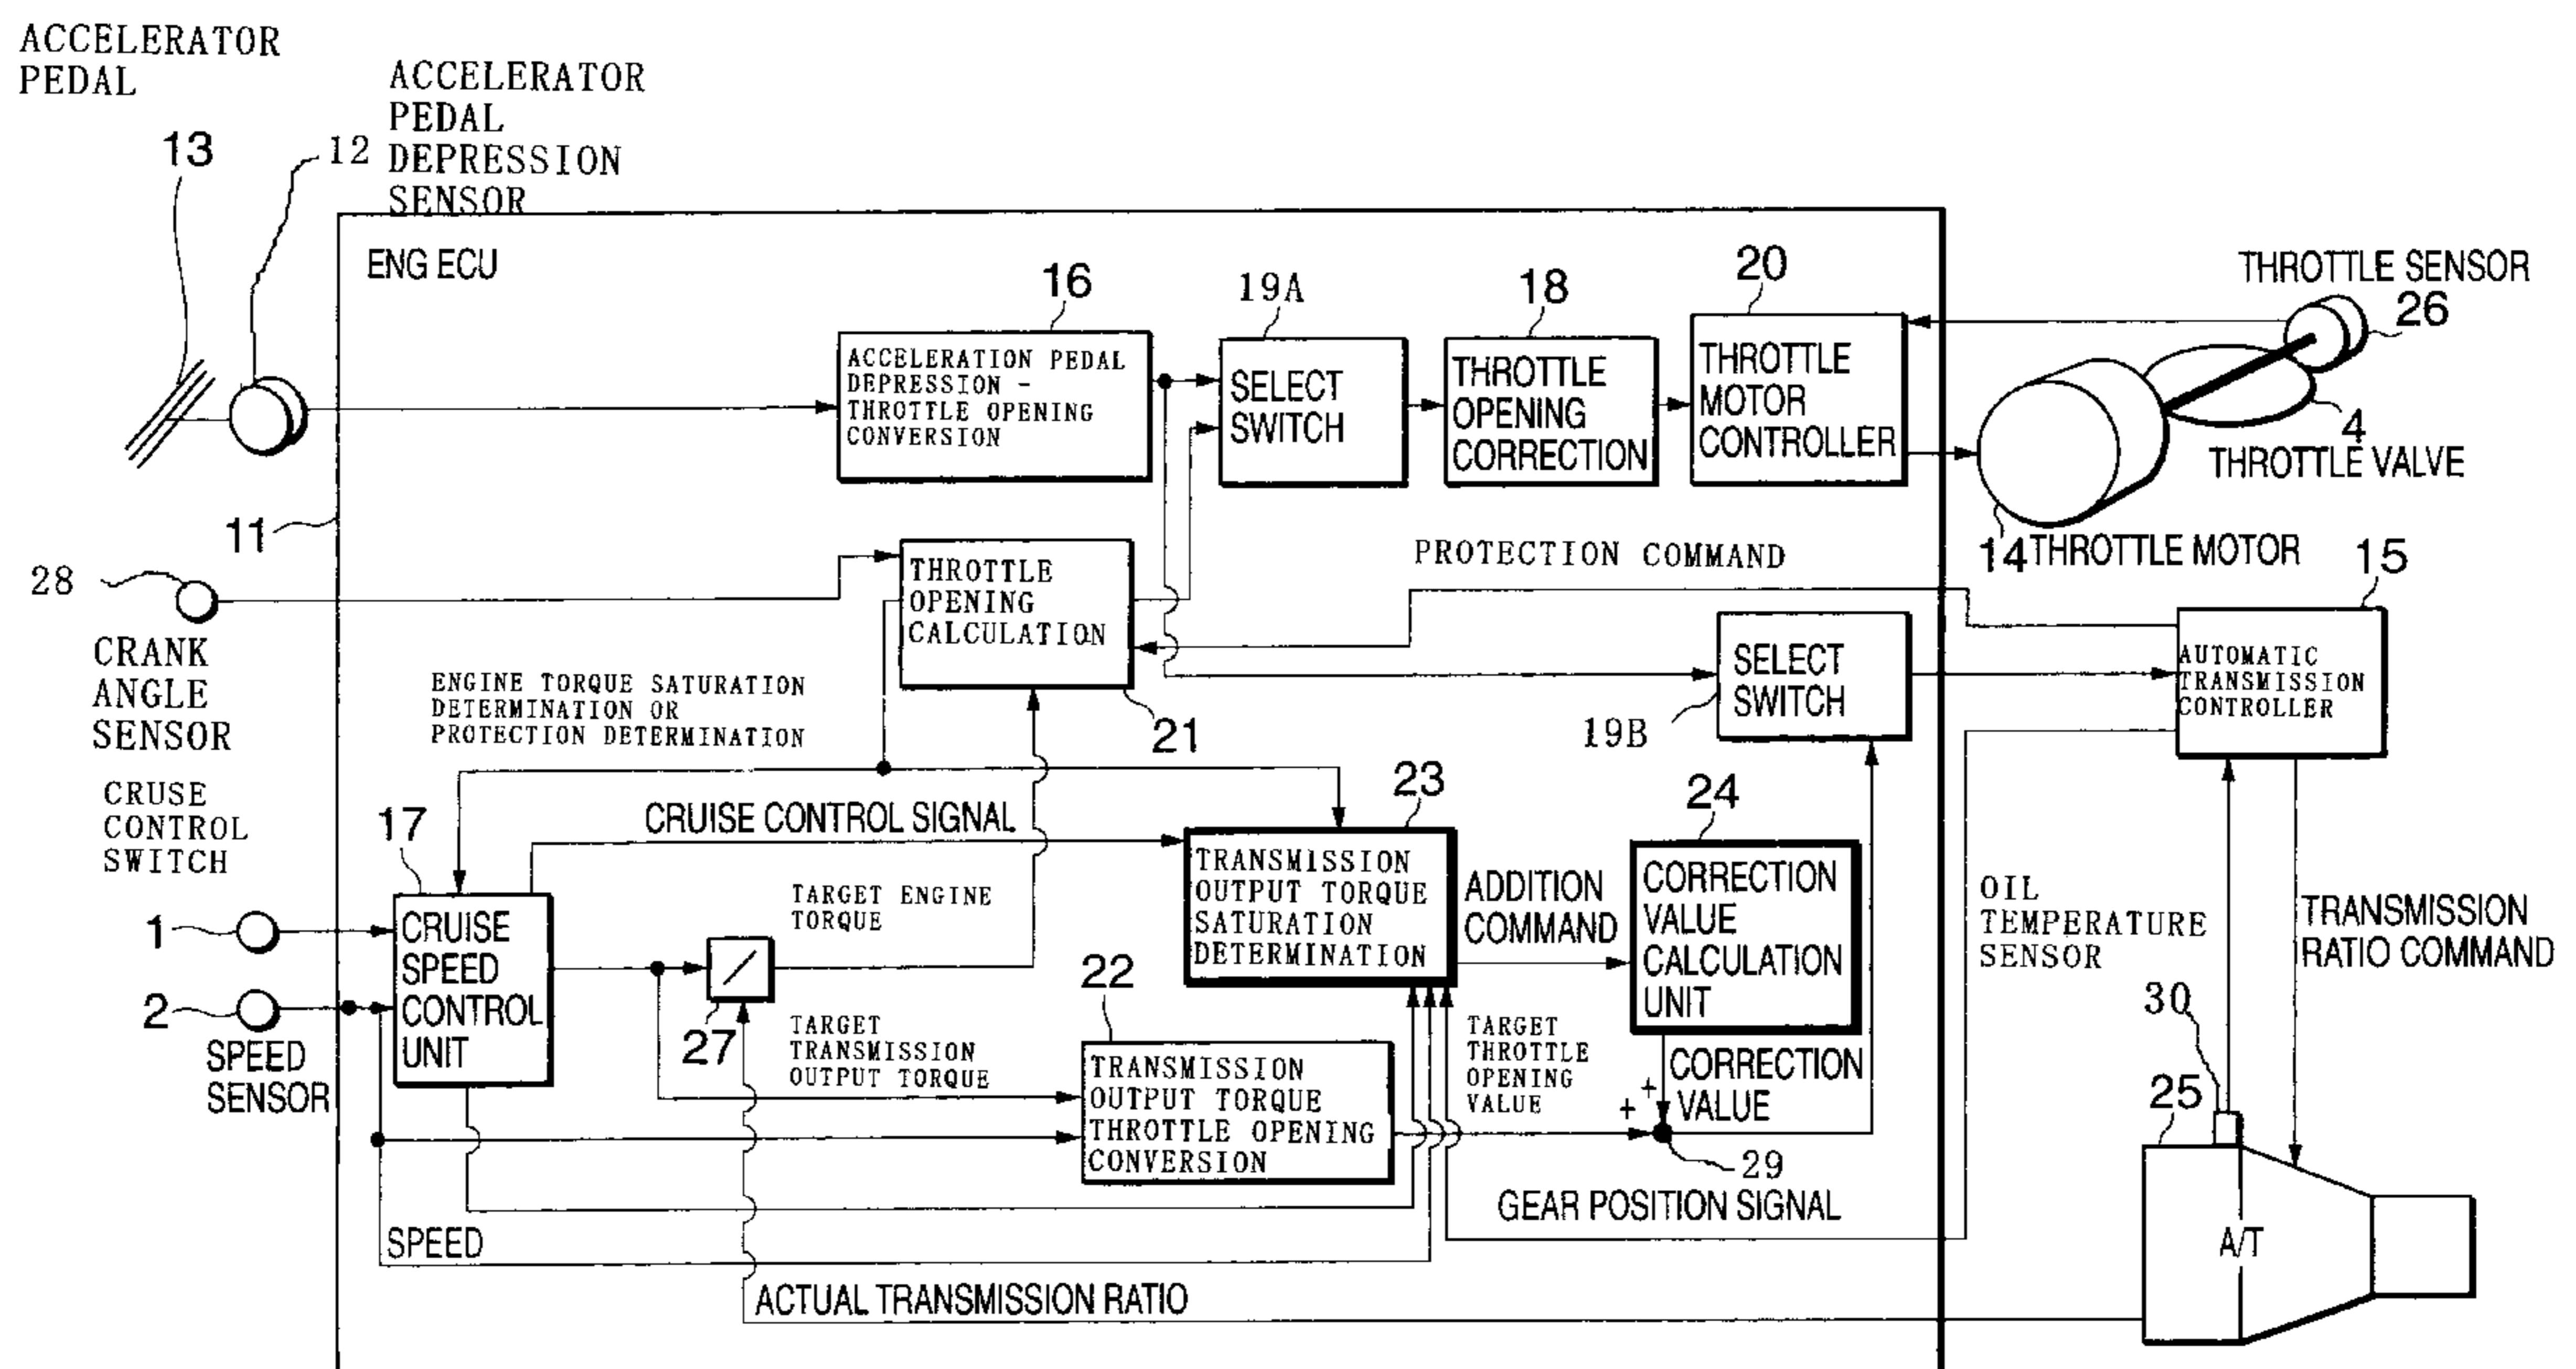 ACCELERATOR
PEDAL
13
12
ACCELERATOR
PEDAL
DEPRESSION
SENSOR
ENG ECU
11
16
ACCELERATION PEDAL
DEPRESSION -
THROTTLE OPENING
CONVERSION
19A
SELECT
SWITCH
18
THROTTLE
OPENING
CORRECTION
20
THROTTLE
MOTOR
CONTROLLER
THROTTLE SENSOR
26
4
THROTTLE VALVE
14 THROTTLE MOTOR
28
CRANK
ANGLE
SENSOR
THROTTLE
OPENING
CALCULATION
21
PROTECTION COMMAND
15
AUTOMATIC
TRANSMISSION
CONTROLLER
SELECT
SWITCH
19B
ENGINE TORQUE SATURATION
DETERMINATION OR
PROTECTION DETERMINATION
CRUSE
CONTROL
SWITCH
17
CRUISE CONTROL SIGNAL
23
24
1
2
SPEED
SENSOR
CRUISE
SPEED
CONTROL
UNIT
TARGET ENGINE
TORQUE
27
TARGET
TRANSMISSION
OUTPUT TORQUE
TRANSMISSION
OUTPUT TORQUE
SATURATION
DETERMINATION
ADDITION
COMMAND
CORRECTION
VALUE
CALCULATION
UNIT
22
TRANSMISSION
OUTPUT TORQUE
THROTTLE OPENING
CONVERSION
TARGET
THROTTLE
OPENING
VALUE
+
+
CORRECTION
VALUE
29
OIL
TEMPERATURE
SENSOR
TRANSMISSION
RATIO COMMAND
30
25
A/T
GEAR POSITION SIGNAL
SPEED
ACTUAL TRANSMISSION RATIO